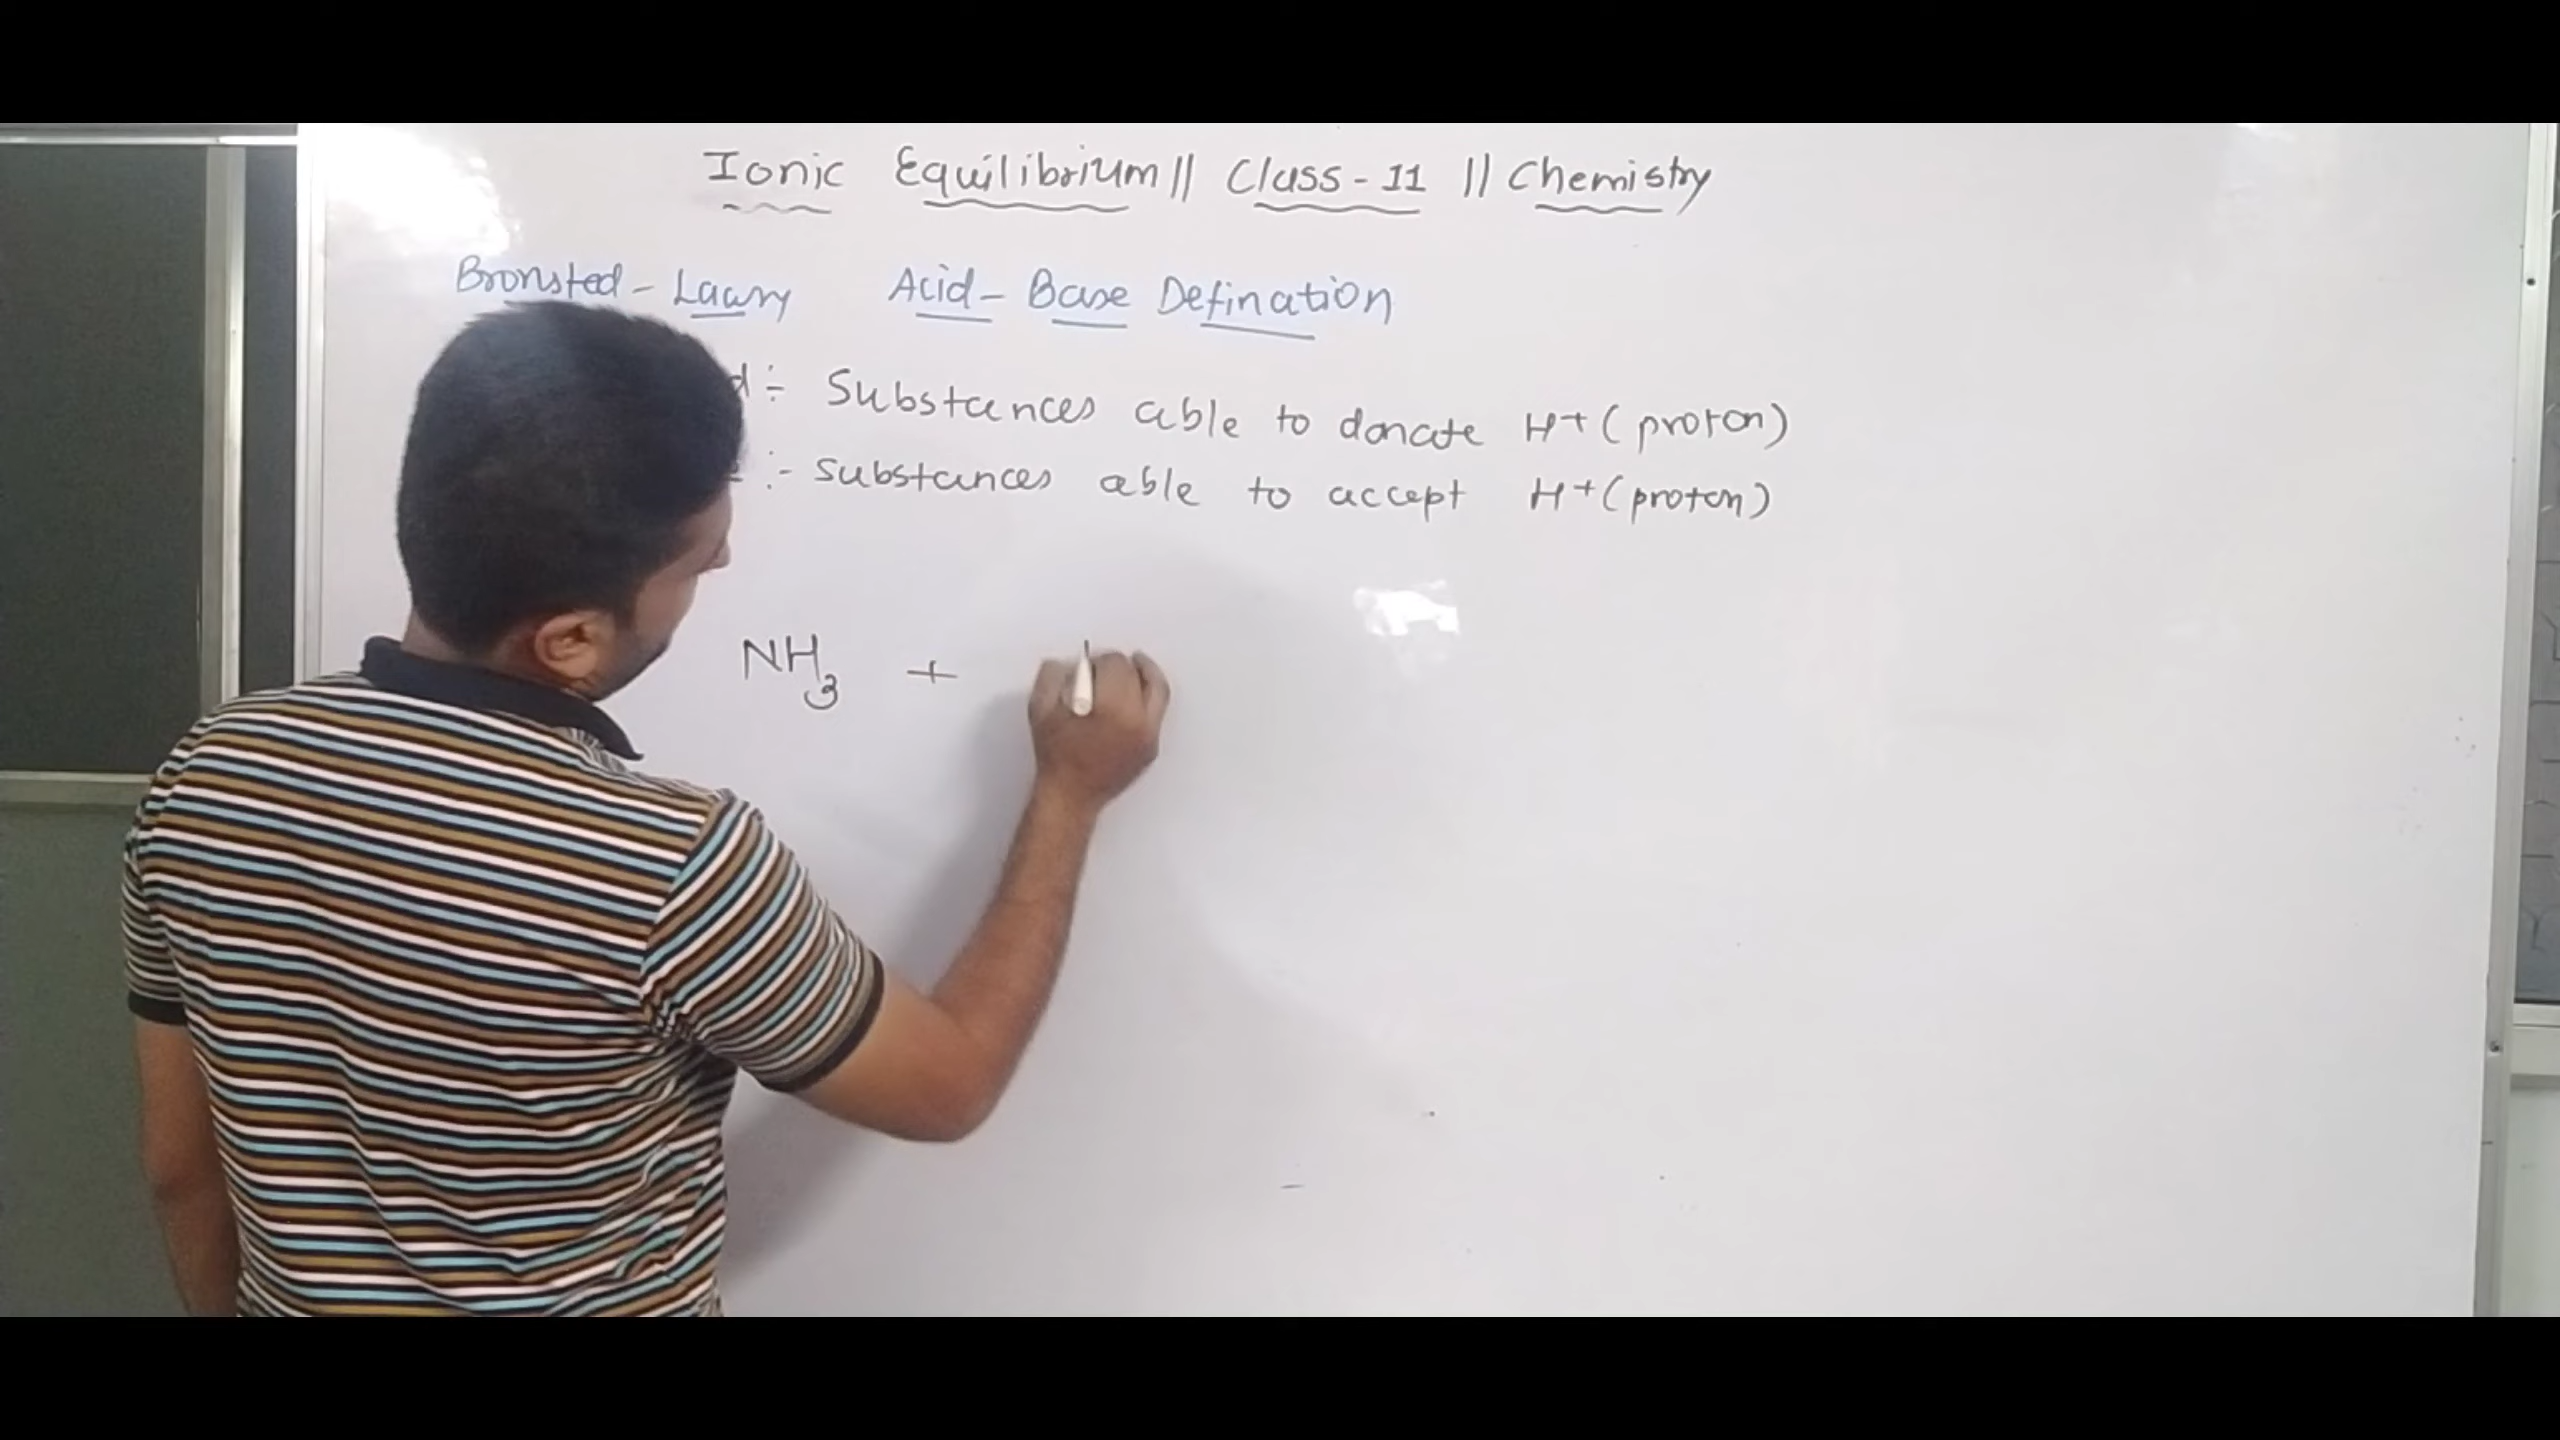 Ionic Equilibrium || Class-11 || Chemistry
Bronsted - Lawry Acid - Base Defination
d :- Substances able to donate H+ (proton)
e :- Substances able to accept H+ (proton)
NH3 +